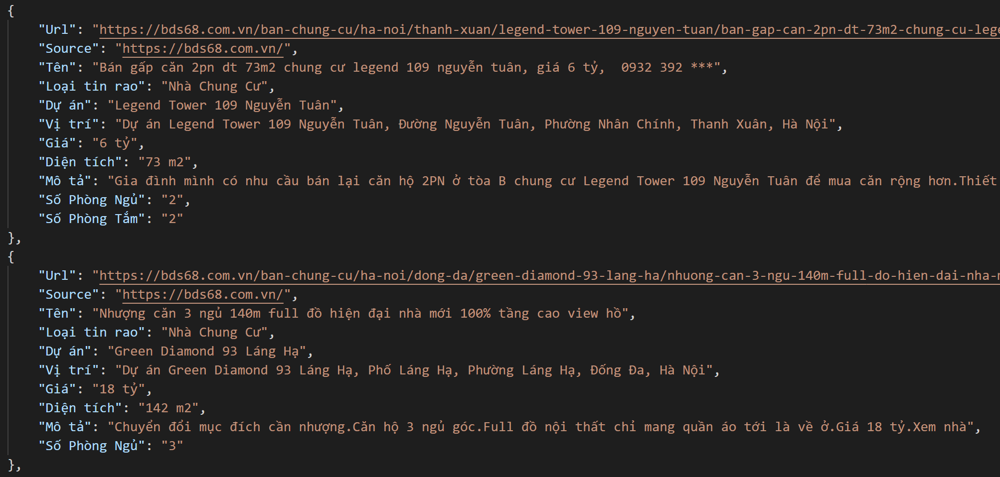 {
"Url": "https://bds68.com.vn/ban-chung-cu/ha-noi/thanh-xuan/legend-tower-109-nguyen-tuan/ban-gap-can-2pn-dt-73m2-chung-cu-lege
"Source": "https://bds68.com.vn/",
"Tên": "Bán gấp căn 2pn dt 73m2 chung cư legend 109 nguyễn tuân, giá 6 tỷ,  0932 392 ***",
"Loại tin rao": "Nhà Chung Cư",
"Dự án": "Legend Tower 109 Nguyễn Tuân",
"Vị trí": "Dự án Legend Tower 109 Nguyễn Tuân, Đường Nguyễn Tuân, Phường Nhân Chính, Thanh Xuân, Hà Nội",
"Giá": "6 tỷ",
"Diện tích": "73 m2",
"Mô tả": "Gia đình mình có nhu cầu bán lại căn hộ 2PN ở tòa B chung cư Legend Tower 109 Nguyễn Tuân để mua căn rộng hơn.Thiết
"Số Phòng Ngủ": "2",
"Số Phòng Tắm": "2"
},
{
"Url": "https://bds68.com.vn/ban-chung-cu/ha-noi/dong-da/green-diamond-93-lang-ha/nhuong-can-3-ngu-140m-full-do-hien-dai-nha-
"Source": "https://bds68.com.vn/",
"Tên": "Nhượng căn 3 ngủ 140m full đồ hiện đại nhà mới 100% tầng cao view hồ",
"Loại tin rao": "Nhà Chung Cư",
"Dự án": "Green Diamond 93 Láng Hạ",
"Vị trí": "Dự án Green Diamond 93 Láng Hạ, Phố Láng Hạ, Phường Láng Hạ, Đống Đa, Hà Nội",
"Giá": "18 tỷ",
"Diện tích": "142 m2",
"Mô tả": "Chuyển đổi mục đích cần nhượng.Căn hộ 3 ngủ góc.Full đồ nội thất chỉ mang quần áo tới là về ở.Giá 18 tỷ.Xem nhà",
"Số Phòng Ngủ": "3"
},